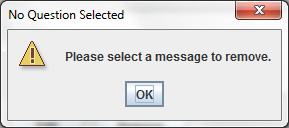 No Question Selected
Please select a message to remove.
OK